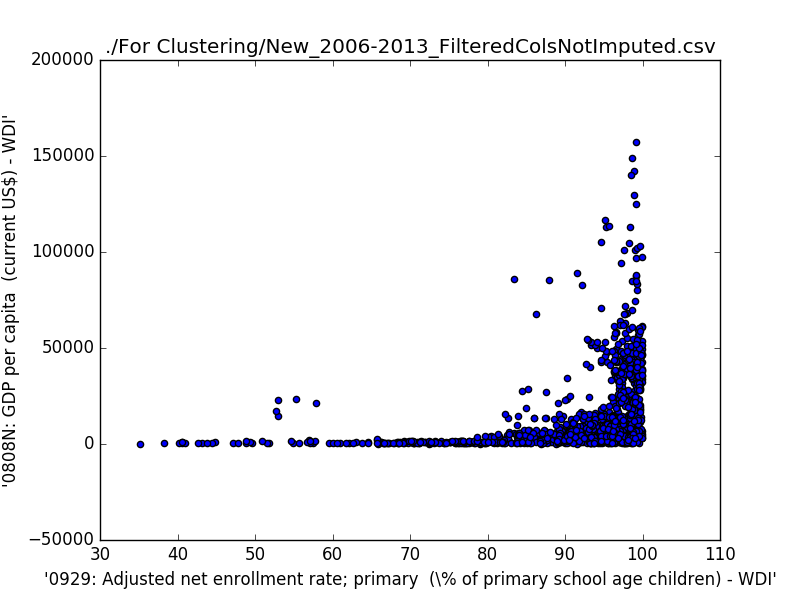 ./For Clustering/New_2006-2013_FilteredColsNotImputed.csv
200000
150000
100000
50000
0
−50000
'0808N: GDP per capita  (current US$) - WDI'
30 40 50 60 70 80 90 100 110
'0929: Adjusted net enrollment rate; primary  (\% of primary school age children) - WDI'